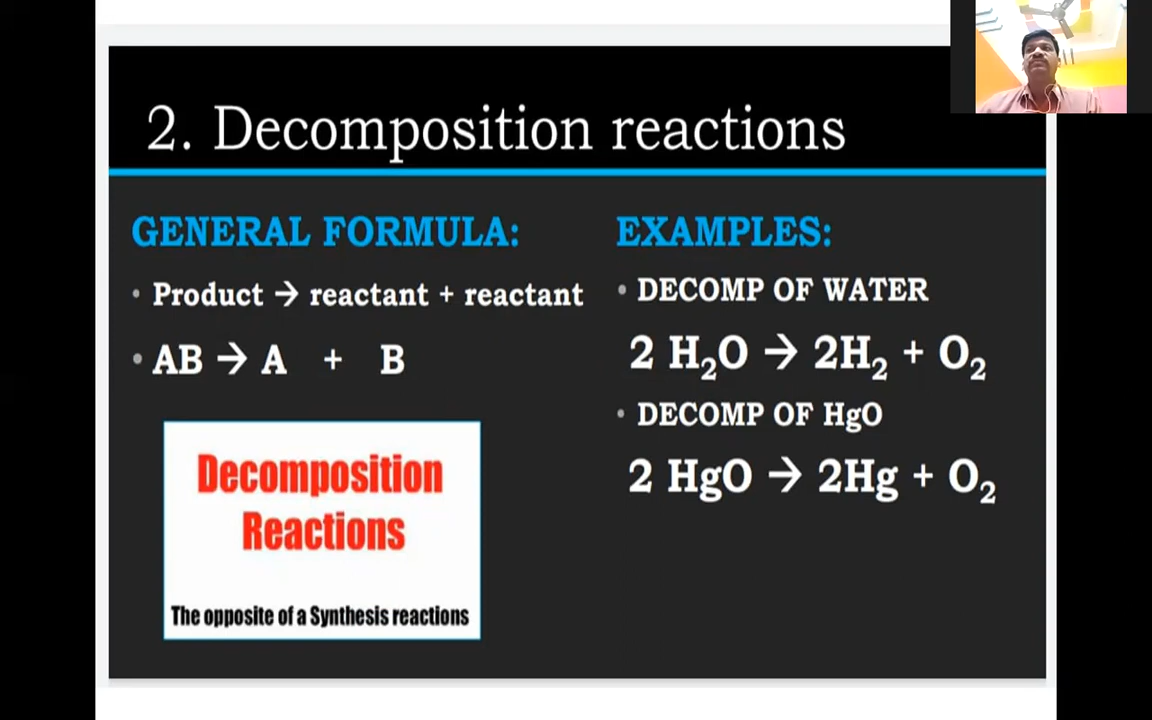 2. Decomposition reactions
GENERAL FORMULA:
• Product → reactant + reactant
• AB → A + B
Decomposition
Reactions
The opposite of a Synthesis reactions
EXAMPLES:
• DECOMP OF WATER
2 H₂O → 2H₂ + O₂
• DECOMP OF HgO
2 HgO → 2Hg + O₂